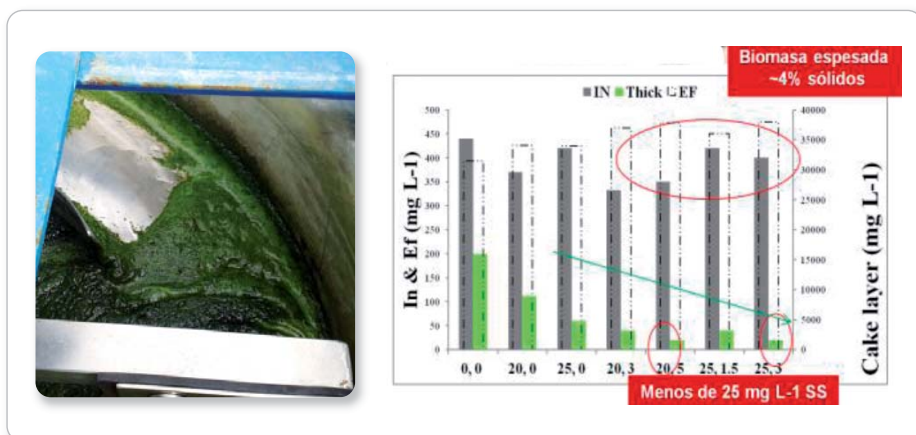 Biomasa espesada
~4% sólidos
IN Thick EF
500
450
400
350
300
250
200
150
100
50
0
In & Ef (mg L-1)
40000
35000
30000
25000
20000
15000
10000
5000
0
Cake layer (mg L-1)
0, 0 20, 0 25, 0 20, 3 20, 5 25, 1.5 25, 3
Menos de 25 mg L-1 SS